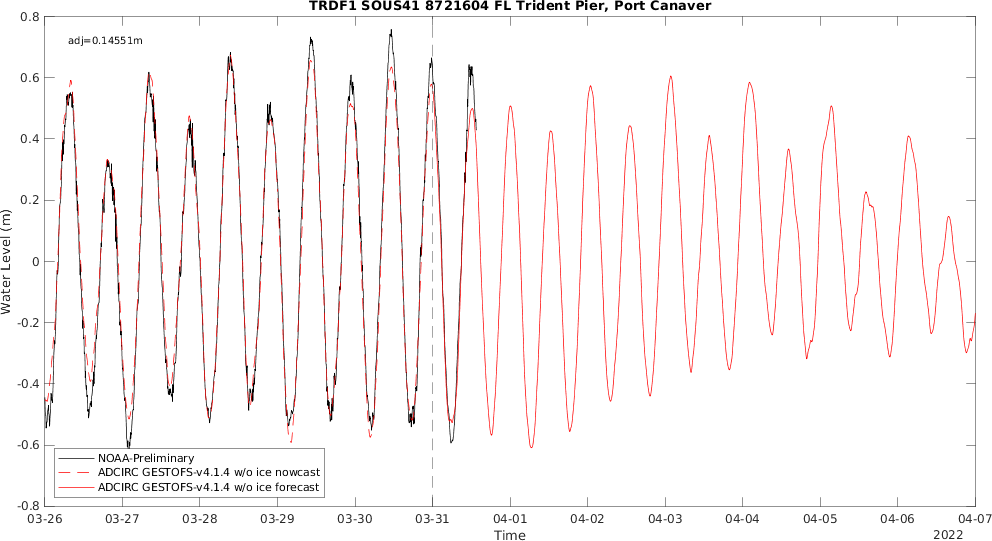 TRDF1 SOUS41 8721604 FL Trident Pier, Port Canaver
adj=0.14551m
0.8
0.6
0.4
0.2
0
-0.2
-0.4
-0.6
-0.8
Water Level (m)
NOAA-Preliminary
ADCIRC GESTOFS-v4.1.4 w/o ice nowcast
ADCIRC GESTOFS-v4.1.4 w/o ice forecast
03-26 03-27 03-28 03-29 03-30 03-31 04-01 04-02 04-03 04-04 04-05 04-06 04-07
Time
2022